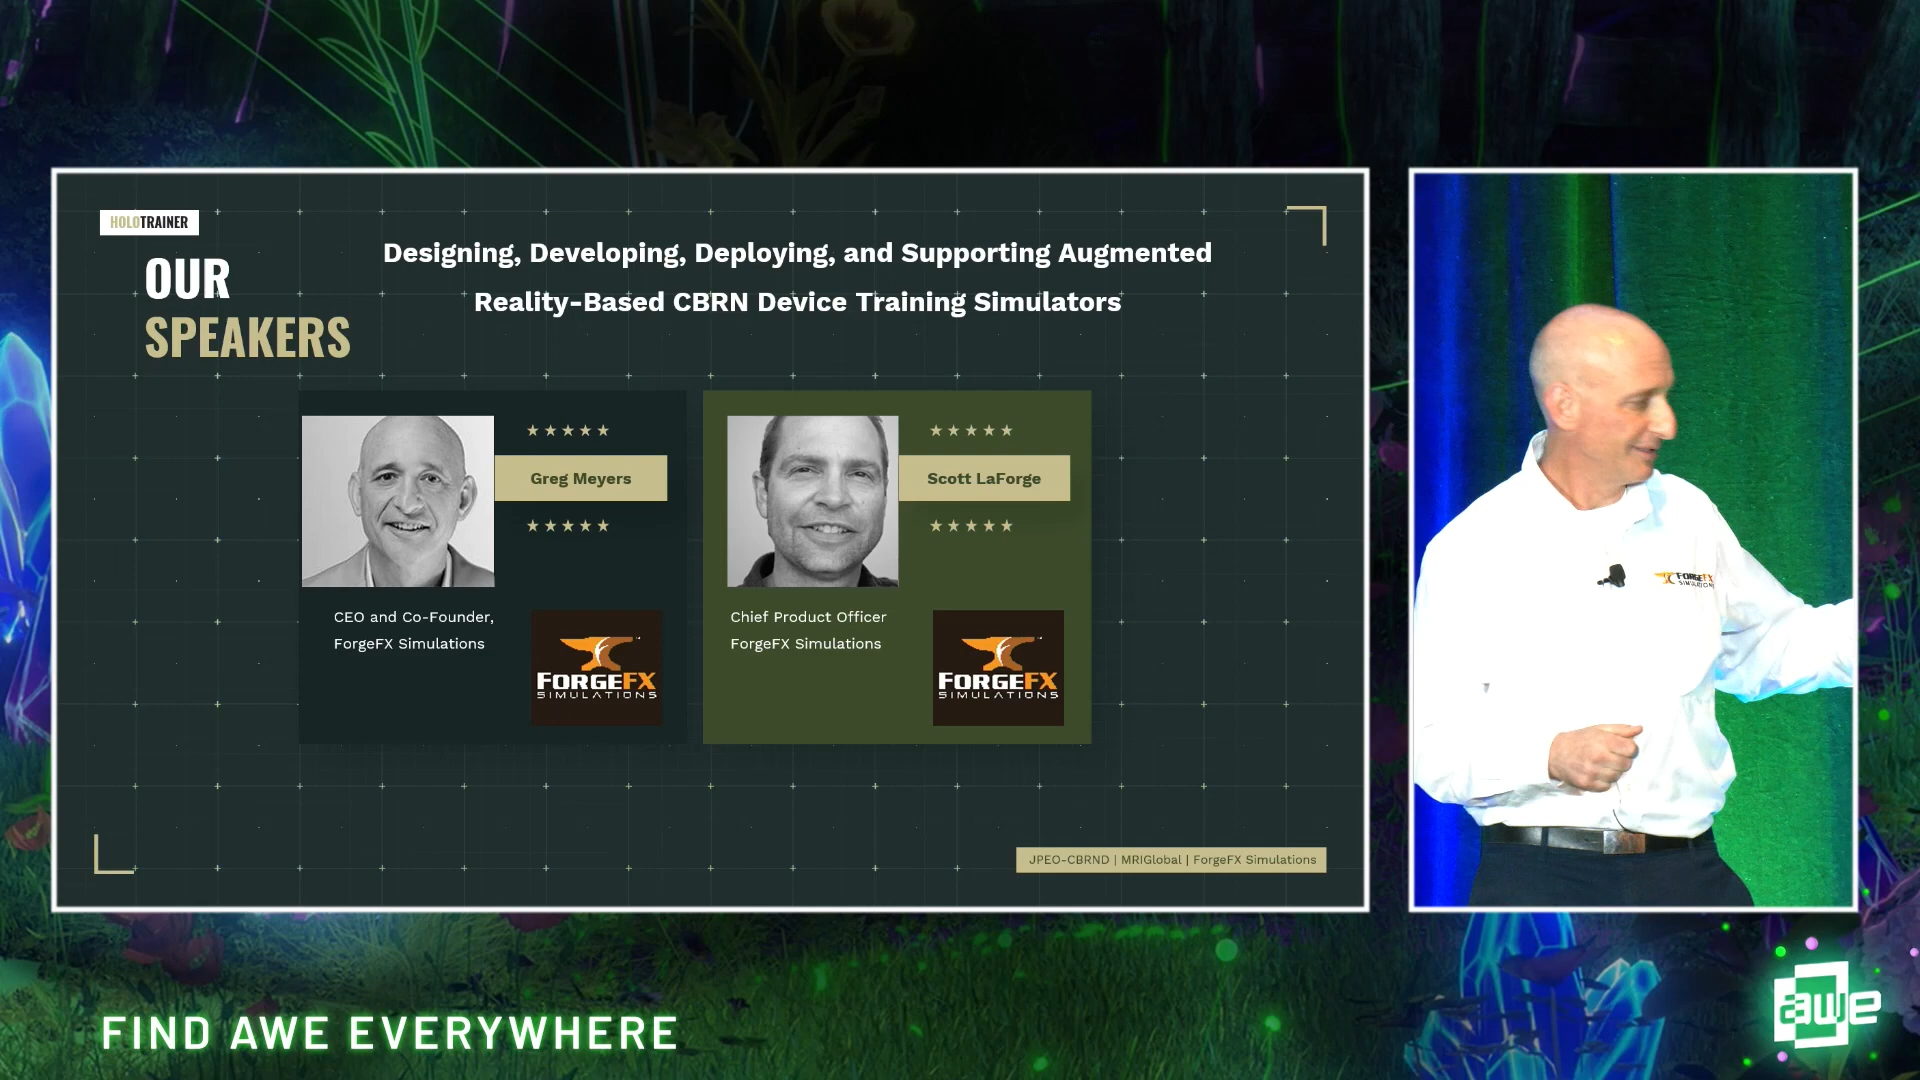 HOLOTRAINER
OUR
SPEAKERS
Designing, Developing, Deploying, and Supporting Augmented
Reality-Based CBRN Device Training Simulators
Greg Meyers
CEO and Co-Founder,
ForgeFX Simulations
FORGEFX
SIMULATIONS
Scott LaForge
Chief Product Officer
ForgeFX Simulations
FORGEFX
SIMULATIONS
JPEO-CBRND | MRIGlobal | ForgeFX Simulations
FORGEFX
SIMULATIONS
FIND AWE EVERYWHERE
awe